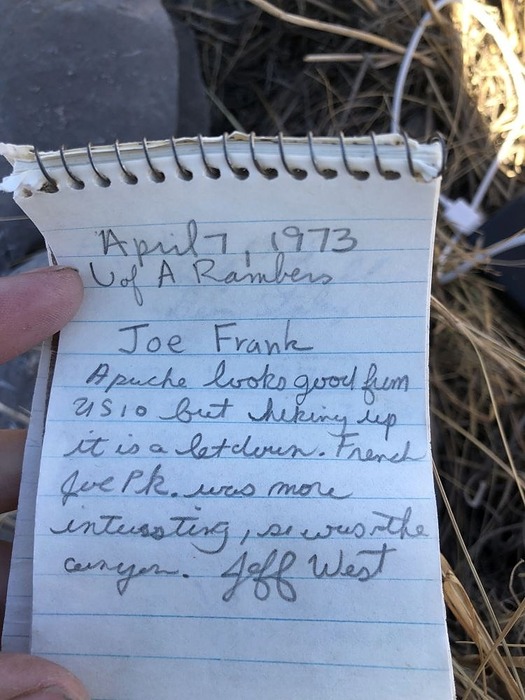 April 7, 1973
U of A Rambers
Joe Frank
Apache looks good from
US 10 but hiking up
it is a letdown. French
Joe Pk. was more
interesting, so was the
canyon. Jeff West